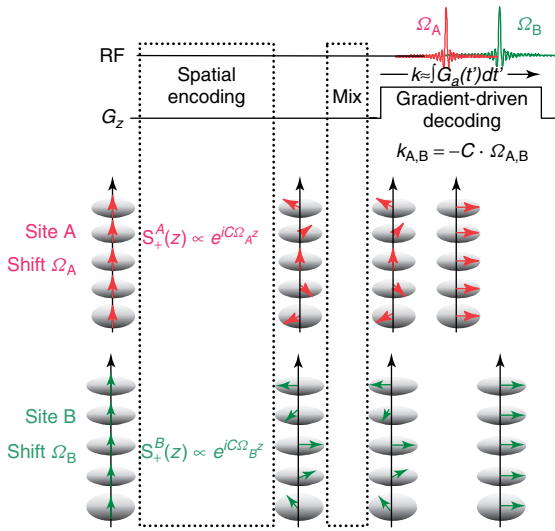 Ω_A Ω_B
RF
k≈∫G_a(t')dt'
Spatial encoding
Mix
Gradient-driven decoding
G_z
k_A,B = −C · Ω_A,B
Site A
Shift Ω_A
S_+^A(z) ∝ e^{iCΩ_A z}
Site B
Shift Ω_B
S_+^B(z) ∝ e^{iCΩ_B z}